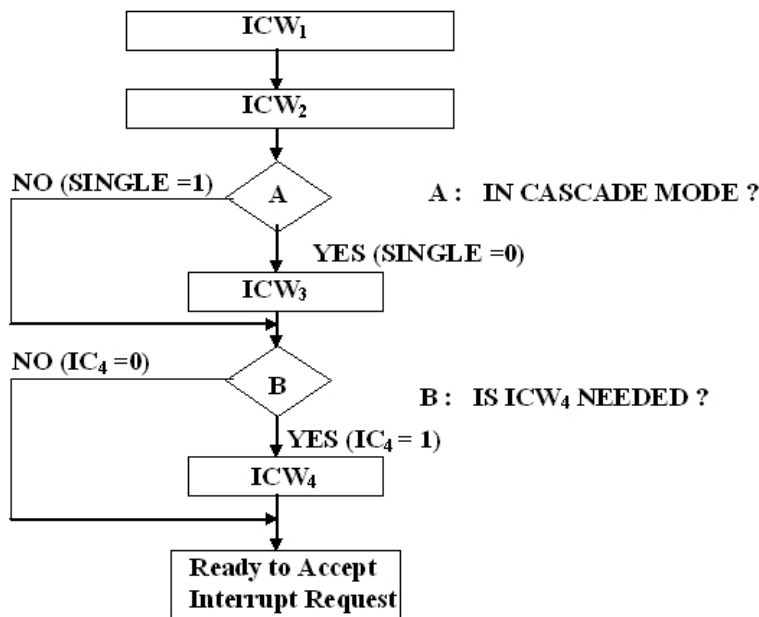 ICW₁
ICW₂
NO (SINGLE =1)
A
A : IN CASCADE MODE ?
YES (SINGLE =0)
ICW₃
NO (IC₄ =0)
B
B : IS ICW₄ NEEDED ?
YES (IC₄ = 1)
ICW₄
Ready to Accept
Interrupt Request